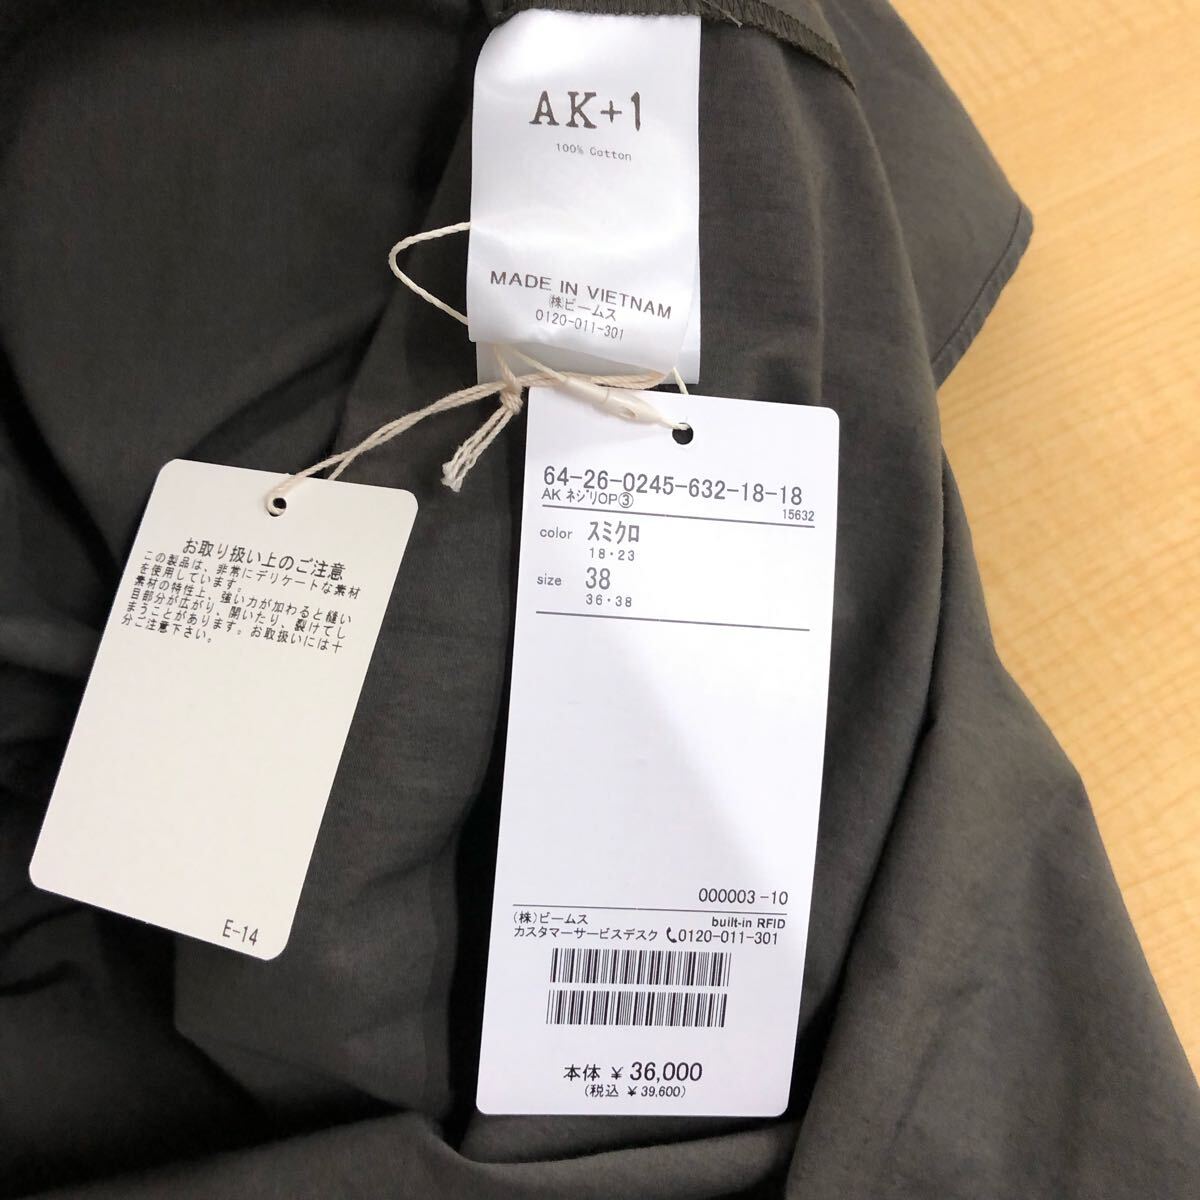 AK+1
100% Cotton
MADE IN VIETNAM
㈱ビームス
0120-011-301
64-26-0245-632-18-18
AK ネジリOP③
15632
color スミクロ
18・23
size 38
36・38
000003-10
(株)ビームス built-in RFID
カスタマーサービスデスク 0120-011-301
本体 ¥ 36,000
(税込 ¥ 39,600)
お取り扱い上のご注意
この製品は、非常にデリケートな素材
を使用しています。
素材の特性上、強い力が加わると縫い
目部分が広がり、開いたり、裂けてし
まうことがあります。お取扱いには十
分ご注意下さい。
E-14